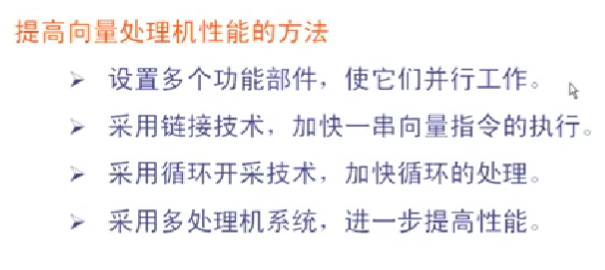 提高向量处理机性能的方法
➢ 设置多个功能部件，使它们并行工作。
➢ 采用链接技术，加快一串向量指令的执行。
➢ 采用循环开采技术，加快循环的处理。
➢ 采用多处理机系统，进一步提高性能。